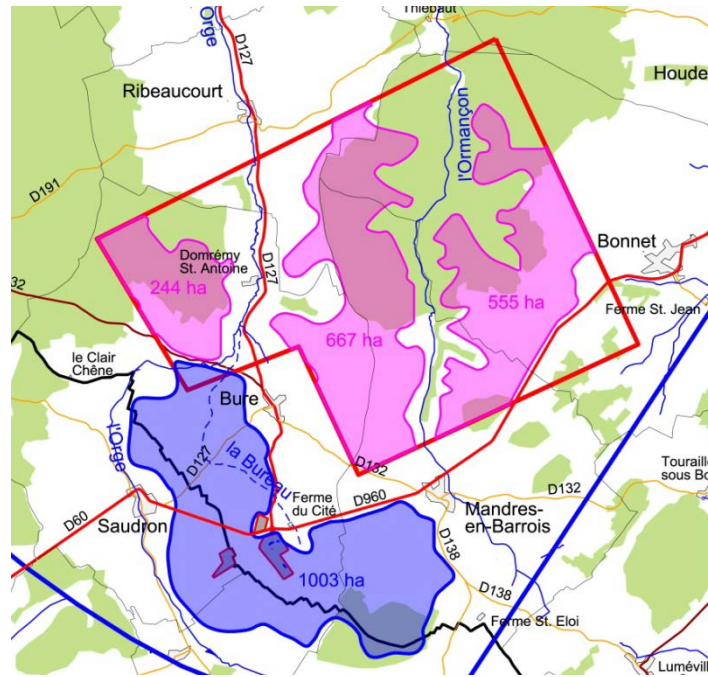 Thiébaut
Orge
D127
l'Ormançon
Houde
Ribeaucourt
D191
Domrémy
St. Antoine
D127
Bonnet
244 ha
555 ha
32
Ferme St. Jean
667 ha
le Clair
Chêne
Bure
l'Orge
D127
la Bureau
D132
Ferme
du Cité
D960
D132
Touraille
sous Bo
D60
Saudron
Mandres-
en-Barrois
D138
1003 ha
D138
Ferme St. Eloi
Luméville